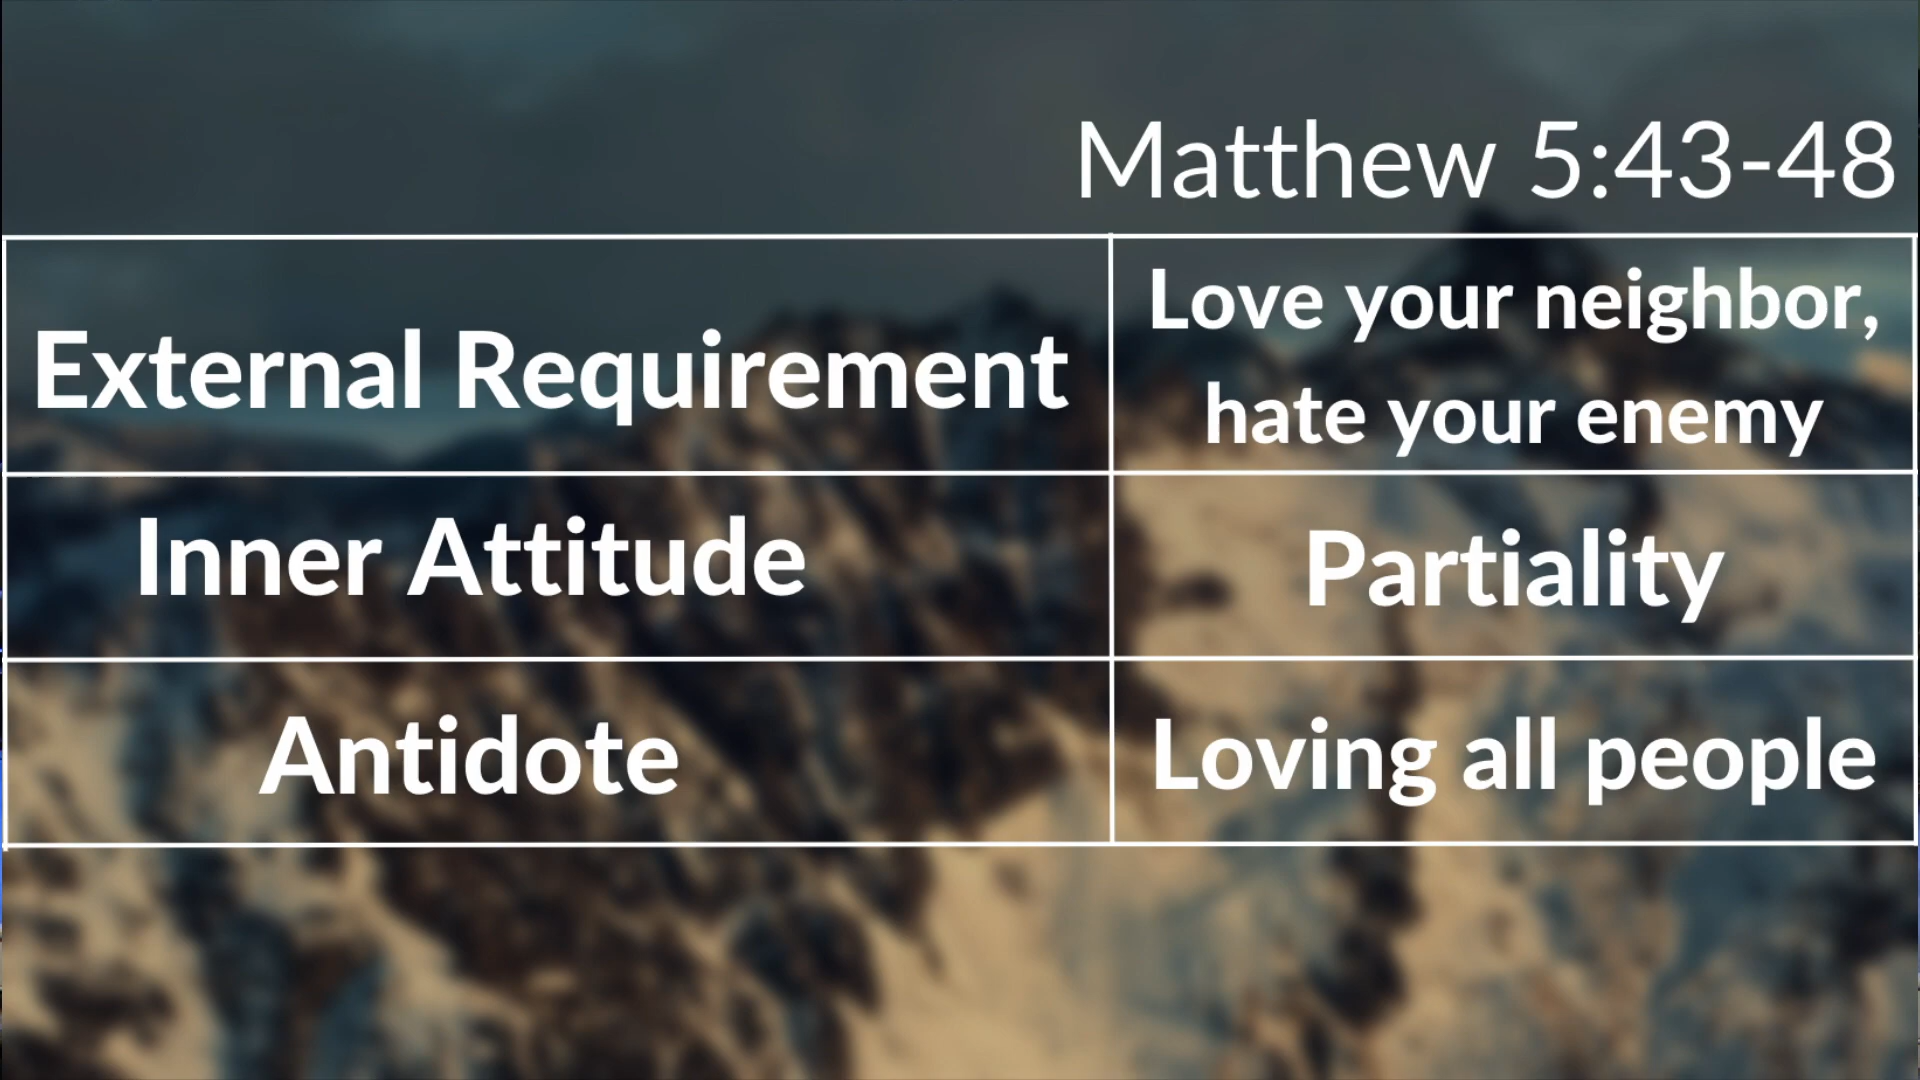 Matthew 5:43-48
External Requirement
Love your neighbor,
hate your enemy
Inner Attitude
Partiality
Antidote
Loving all people